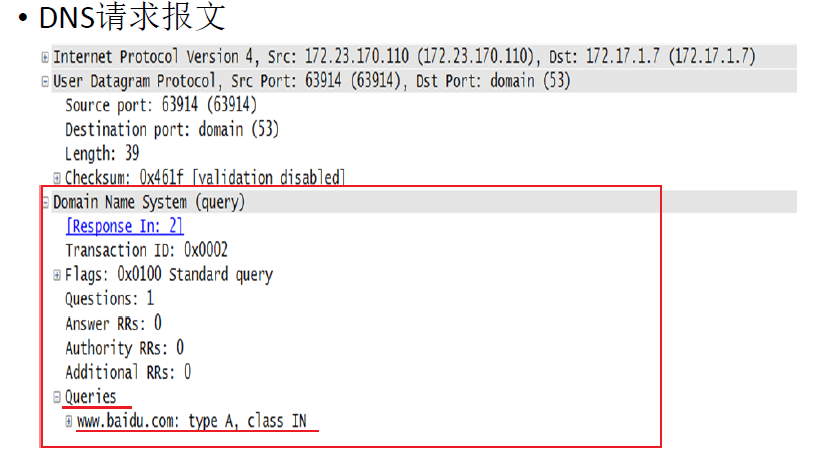 • DNS请求报文
Internet Protocol Version 4, Src: 172.23.170.110 (172.23.170.110), Dst: 172.17.1.7 (172.17.1.7)
User Datagram Protocol, Src Port: 63914 (63914), Dst Port: domain (53)
Source port: 63914 (63914)
Destination port: domain (53)
Length: 39
Checksum: 0x461f [validation disabled]
Domain Name System (query)
[Response In: 2]
Transaction ID: 0x0002
Flags: 0x0100 Standard query
Questions: 1
Answer RRs: 0
Authority RRs: 0
Additional RRs: 0
Queries
www.baidu.com: type A, class IN